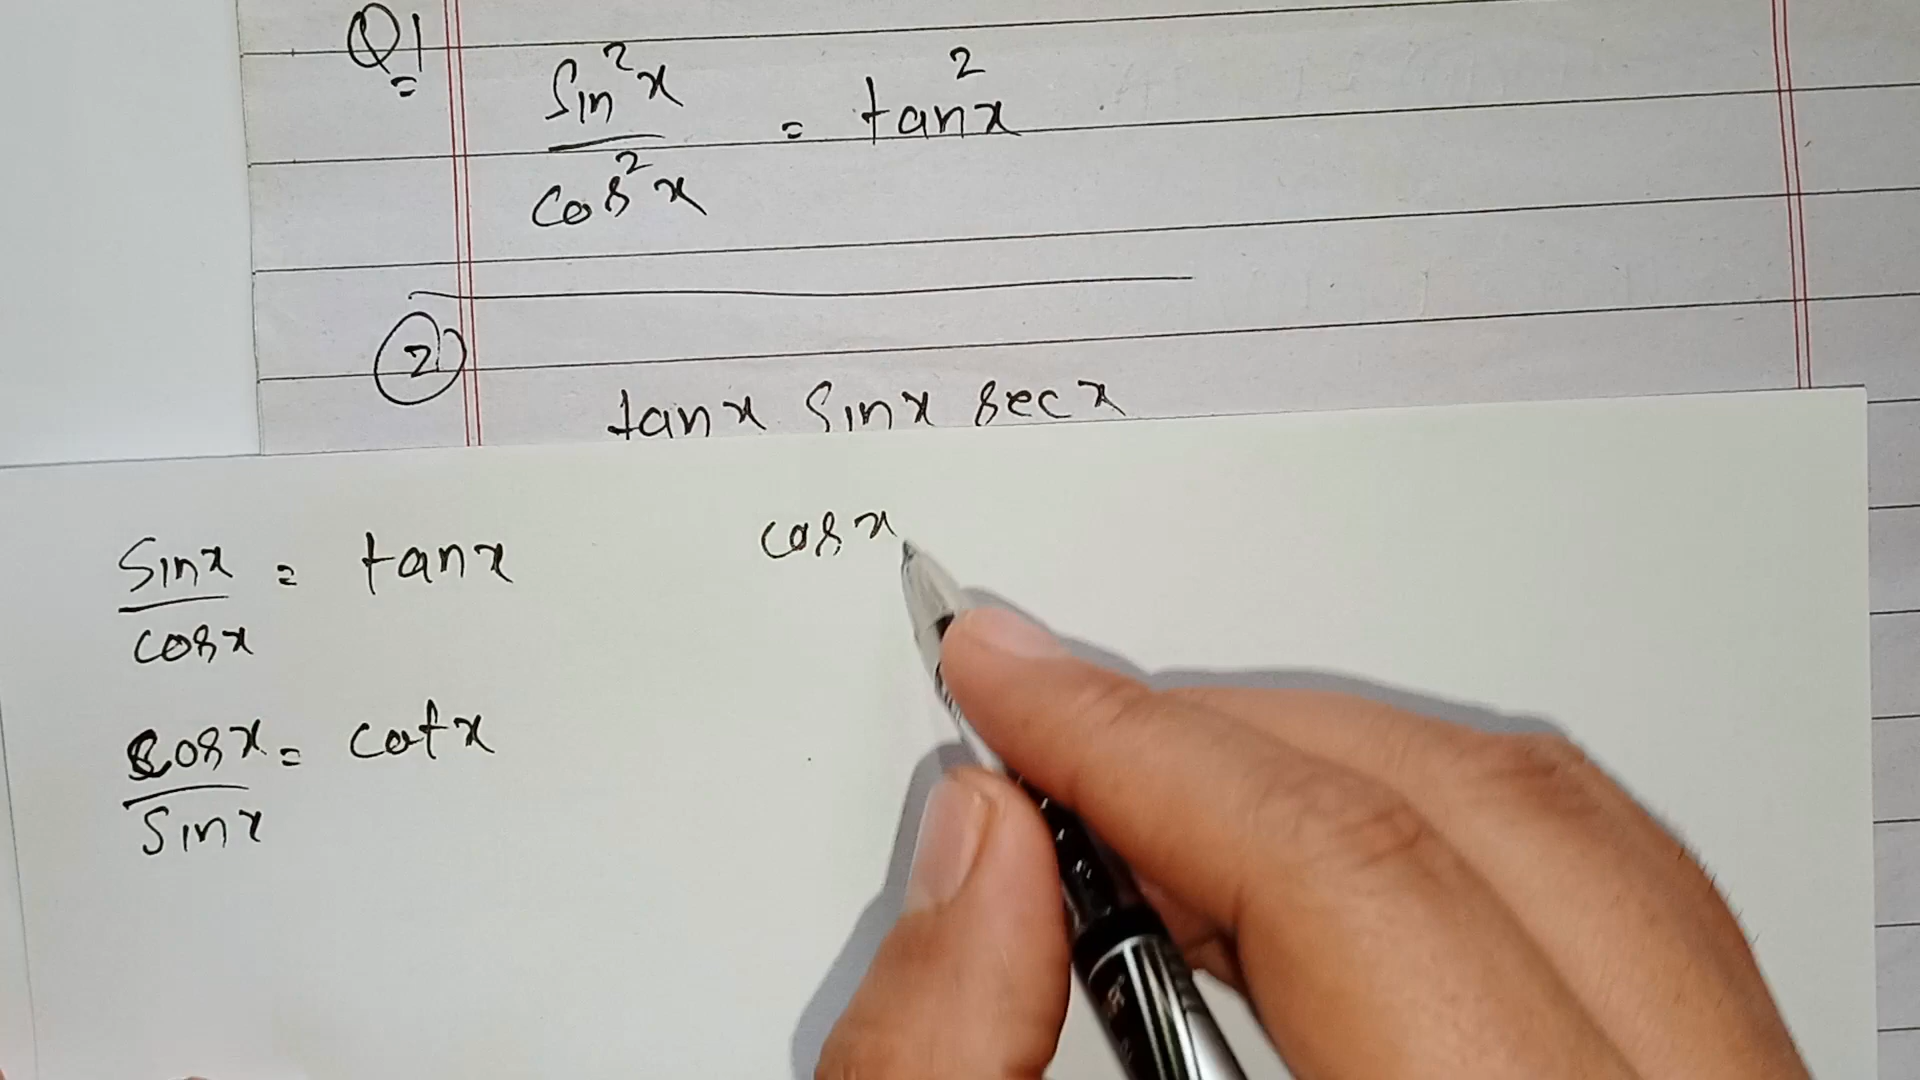 Q1
sin²x / cos²x = tan²x
2)
tanx sinx secx
sinx / cosx = tanx
cosx
cosx / sinx = cotx